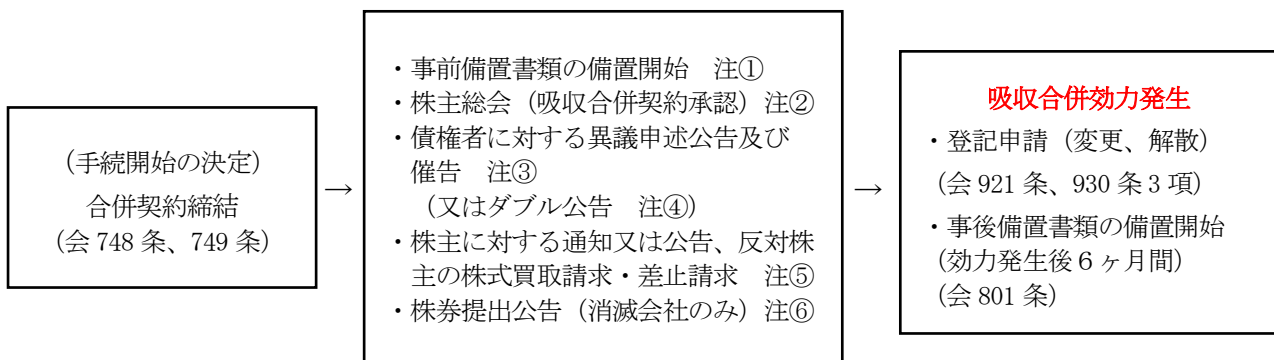 （手続開始の決定）
合併契約締結
(会 748 条、749 条)
→
・事前備置書類の備置開始　注①
・株主総会（吸収合併契約承認）注②
・債権者に対する異議申述公告及び
催告　注③
（又はダブル公告　注④）
・株主に対する通知又は公告、反対株
主の株式買取請求・差止請求　注⑤
・株券提出公告（消滅会社のみ）注⑥
→
吸収合併効力発生
・登記申請（変更、解散）
(会 921 条、930 条 3 項)
・事後備置書類の備置開始
(効力発生後６ヶ月間)
(会 801 条)